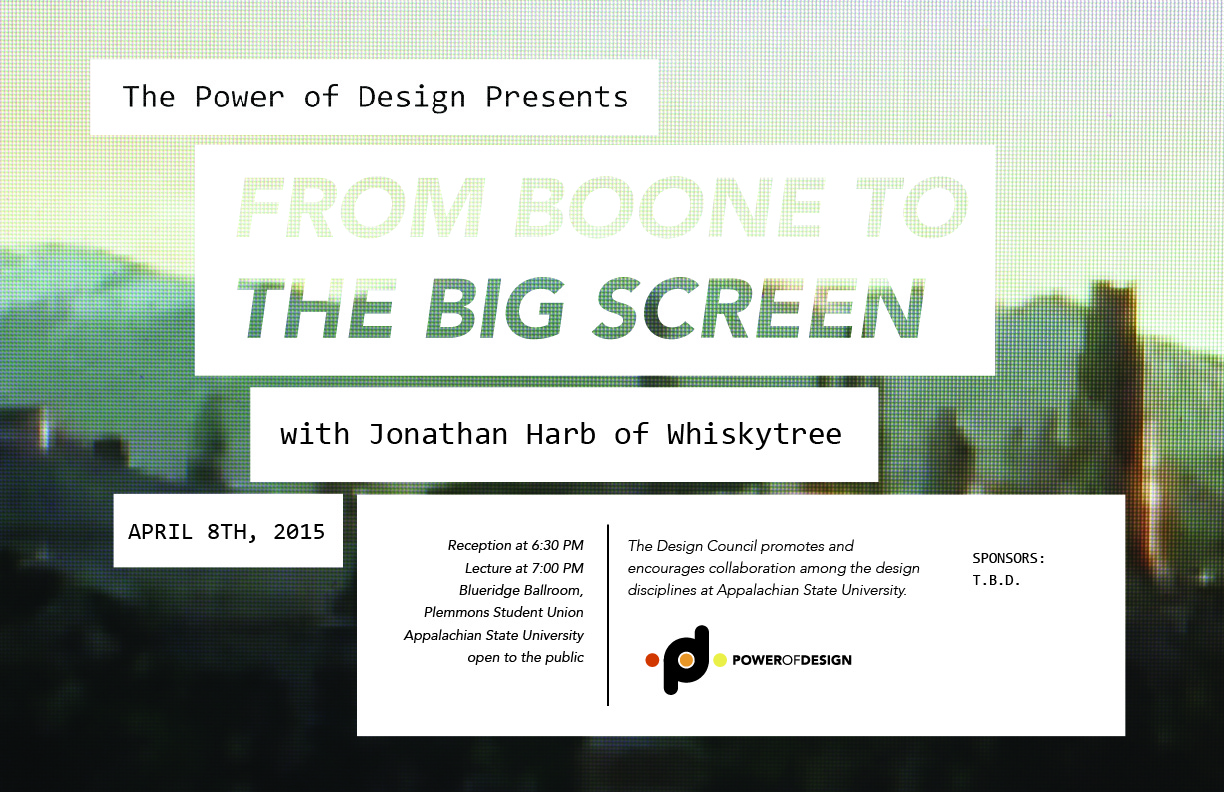 The Power of Design Presents
FROM BOONE TO
THE BIG SCREEN
with Jonathan Harb of Whiskytree
APRIL 8TH, 2015
Reception at 6:30 PM
Lecture at 7:00 PM
Blueridge Ballroom,
Plemmons Student Union
Appalachian State University
open to the public
The Design Council promotes and
encourages collaboration among the design
disciplines at Appalachian State University.
POWEROFDESIGN
SPONSORS:
T.B.D.